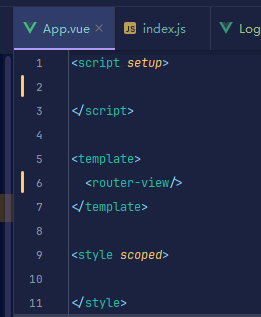 App.vue index.js Log
1 <script setup>
2
3 </script>
4
5 <template>
6 <router-view/>
7 </template>
8
9 <style scoped>
10
11 </style>